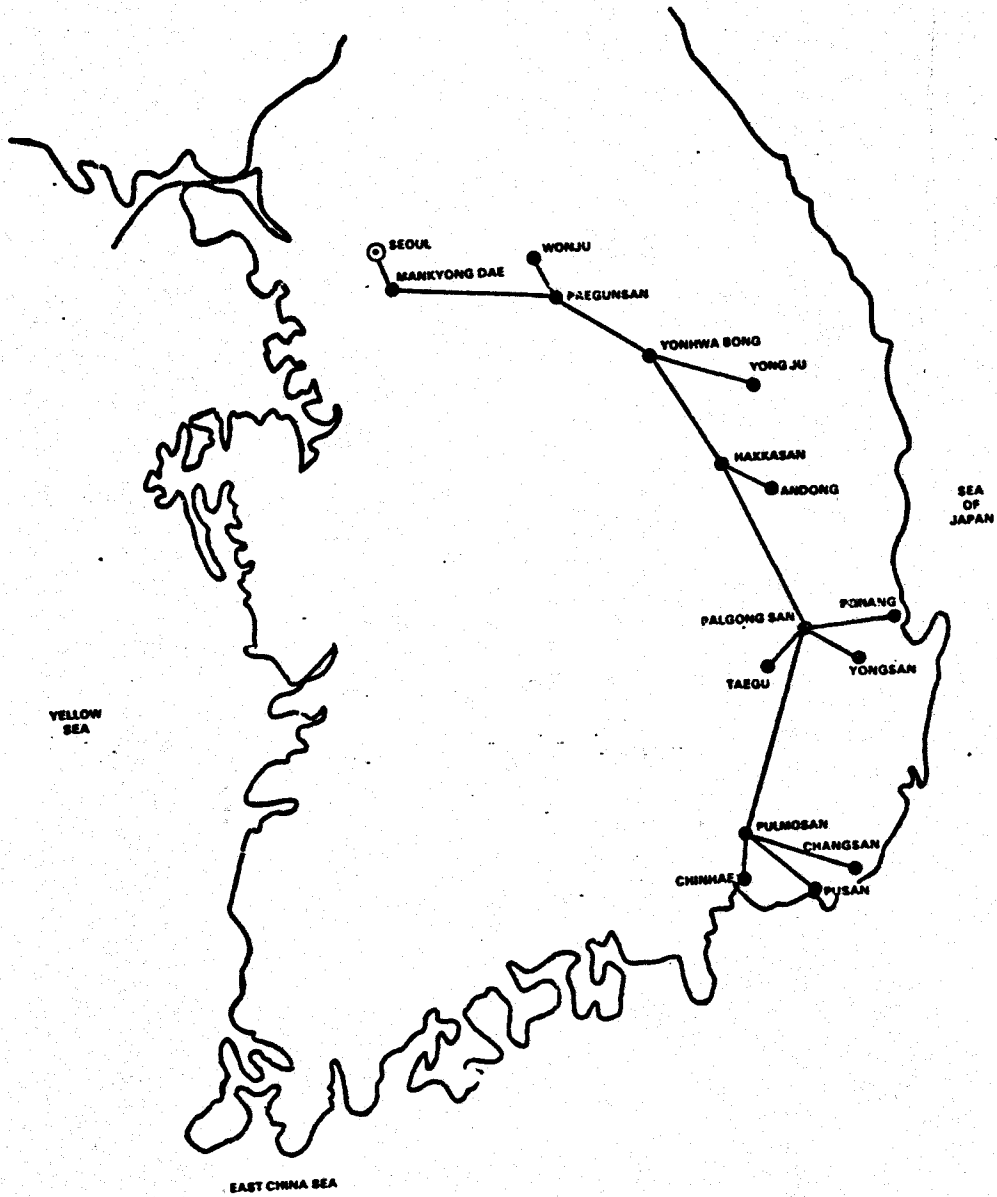 SEOUL
WONJU
MANKYONG DAE
PAEGUNSAN
YONHWA BONG
YONG JU
HAKKASAN
ANDONG
SEA
OF
JAPAN
POHANG
PALGONG SAN
YONGSAN
TAEGU
YELLOW
SEA
PULMOSAN
CHANGSAN
CHINHAE
PUSAN
EAST CHINA SEA